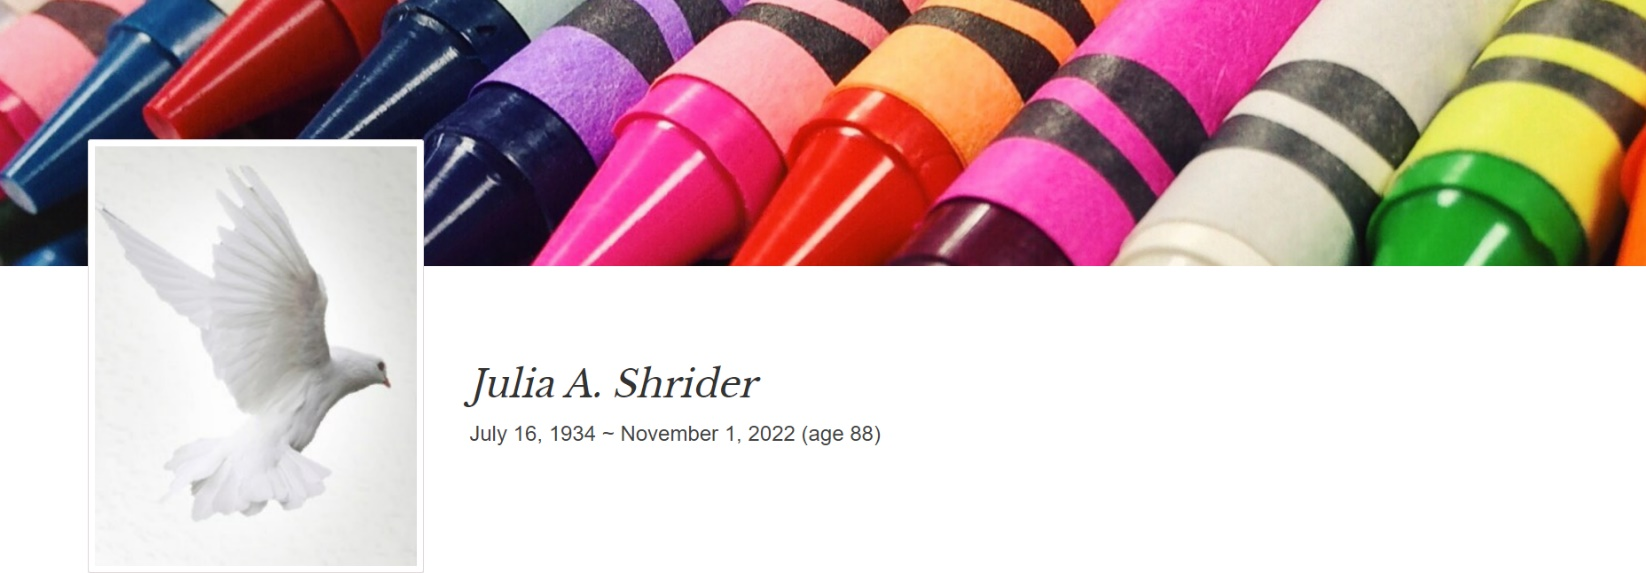 Julia A. Shrider
July 16, 1934 ~ November 1, 2022 (age 88)